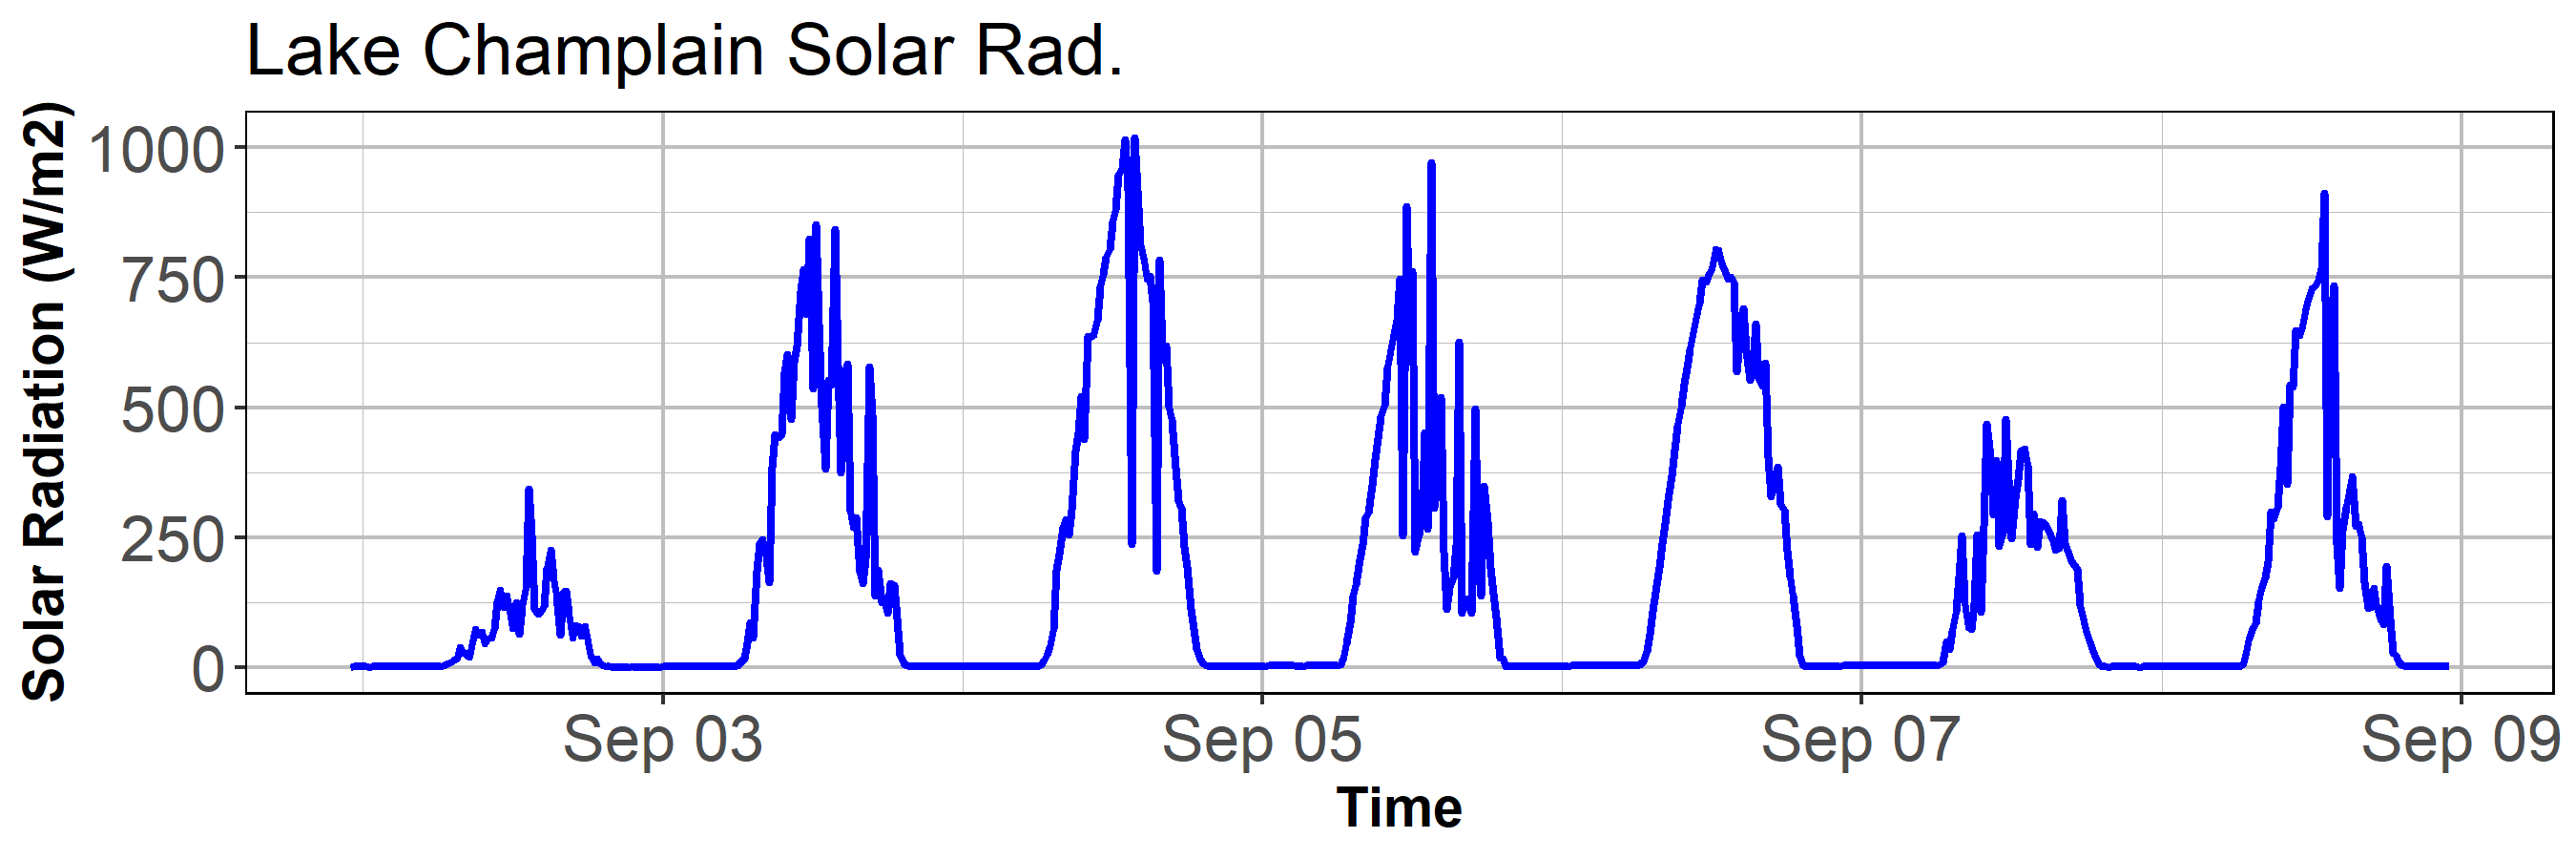 Lake Champlain Solar Rad.
Solar Radiation (W/m2)
1000
750
500
250
0
Sep 03 Sep 05 Sep 07 Sep 09
Time